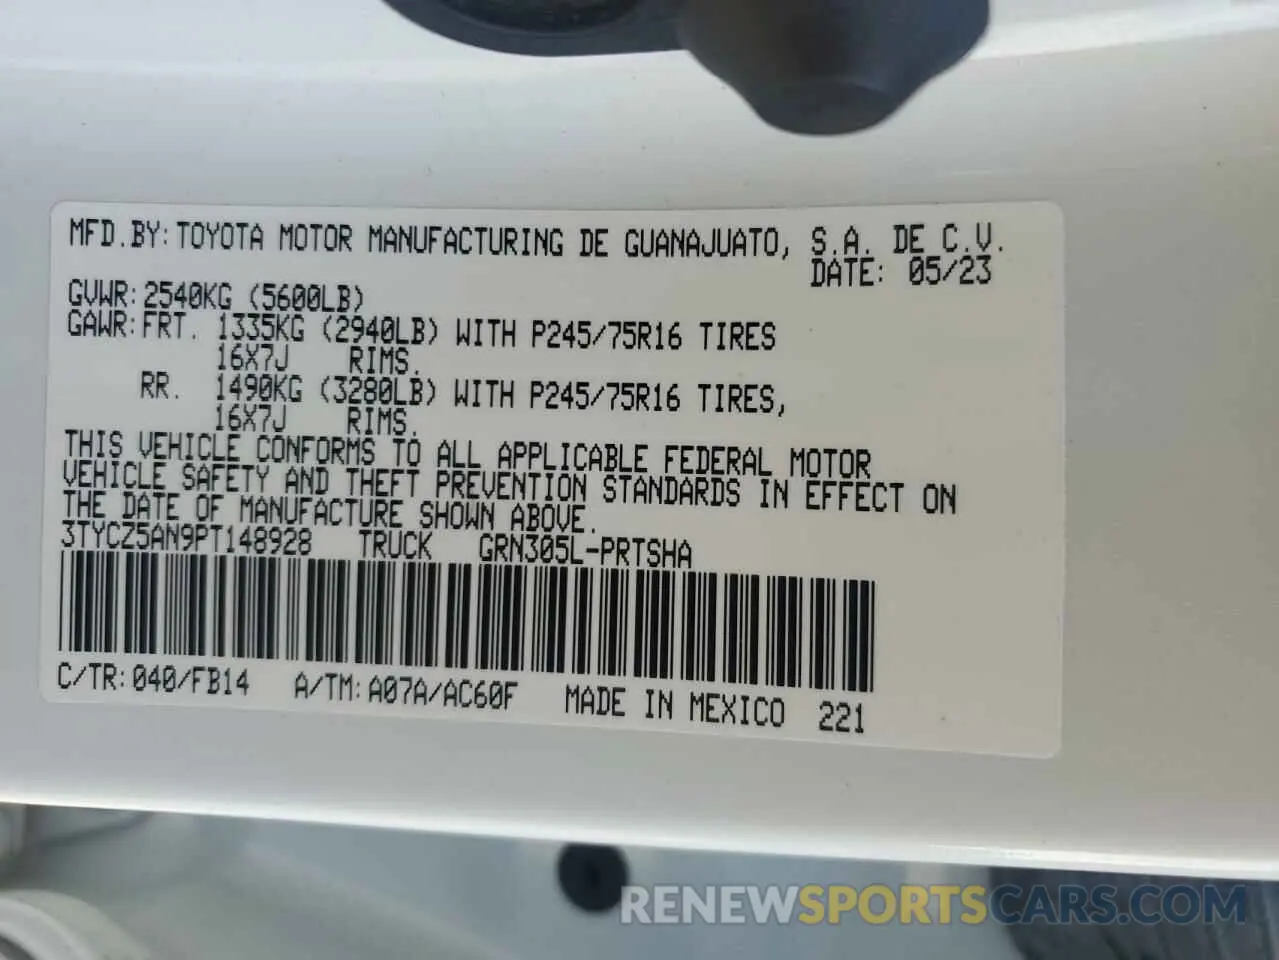 MFD.BY: TOYOTA MOTOR MANUFACTURING DE GUANAJUATO, S.A. DE C.V.
DATE: 05/23
GVWR: 2540KG (5600LB)
GAWR: FRT. 1335KG (2940LB) WITH P245/75R16 TIRES
16X7J RIMS.
RR. 1490KG (3280LB) WITH P245/75R16 TIRES,
16X7J RIMS.
THIS VEHICLE CONFORMS TO ALL APPLICABLE FEDERAL MOTOR
VEHICLE SAFETY AND THEFT PREVENTION STANDARDS IN EFFECT ON
THE DATE OF MANUFACTURE SHOWN ABOVE.
3TYCZ5AN9PT148928 TRUCK GRN305L-PRTSHA
C/TR: 040/FB14 A/TM: A07A/AC60F MADE IN MEXICO 221
RENEWSPORTSCARS.COM